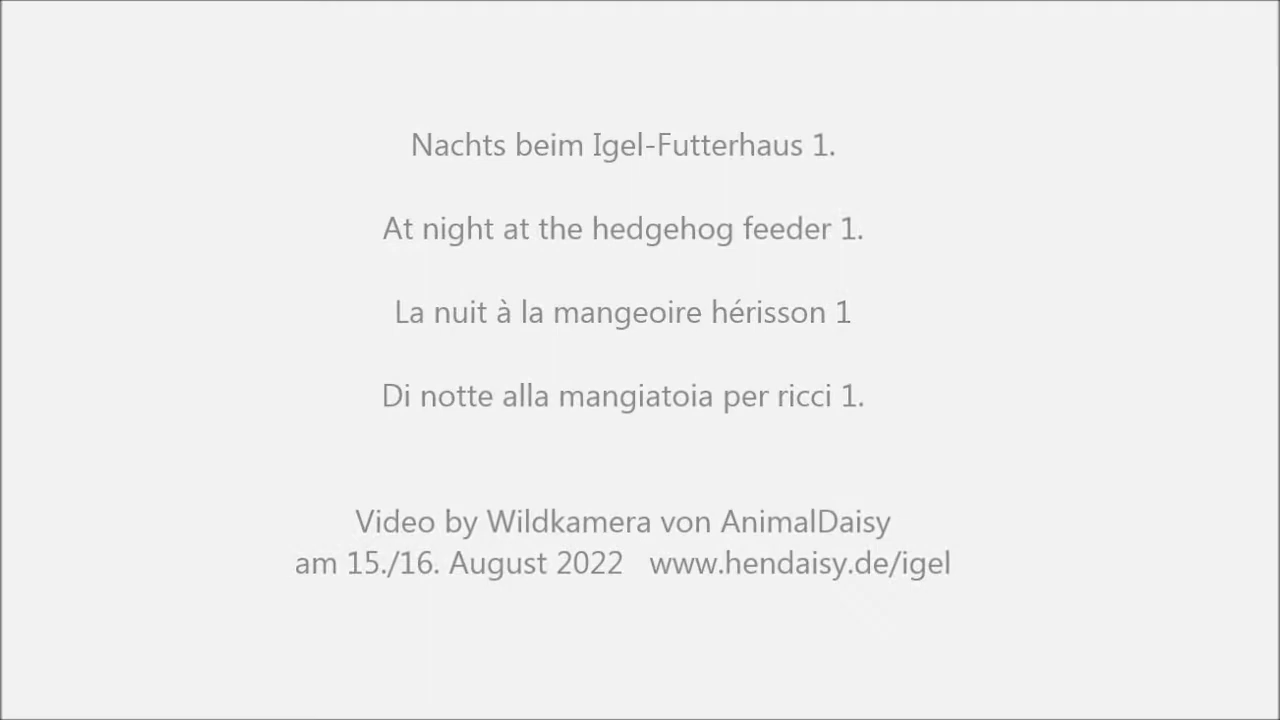 Nachts beim Igel-Futterhaus 1.
At night at the hedgehog feeder 1.
La nuit à la mangeoire hérisson 1
Di notte alla mangiatoia per ricci 1.
Video by Wildkamera von AnimalDaisy
am 15./16. August 2022 www.hendaisy.de/igel